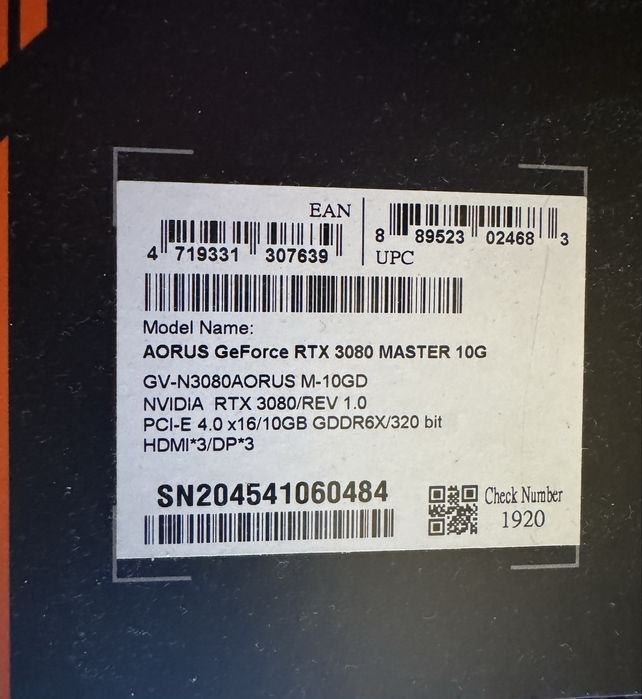 EAN
4 719331 307639
8 89523 02468 3
UPC
Model Name:
AORUS GeForce RTX 3080 MASTER 10G
GV-N3080AORUS M-10GD
NVIDIA RTX 3080/REV 1.0
PCI-E 4.0 x16/10GB GDDR6X/320 bit
HDMI*3/DP*3
SN204541060484
Check Number
1920